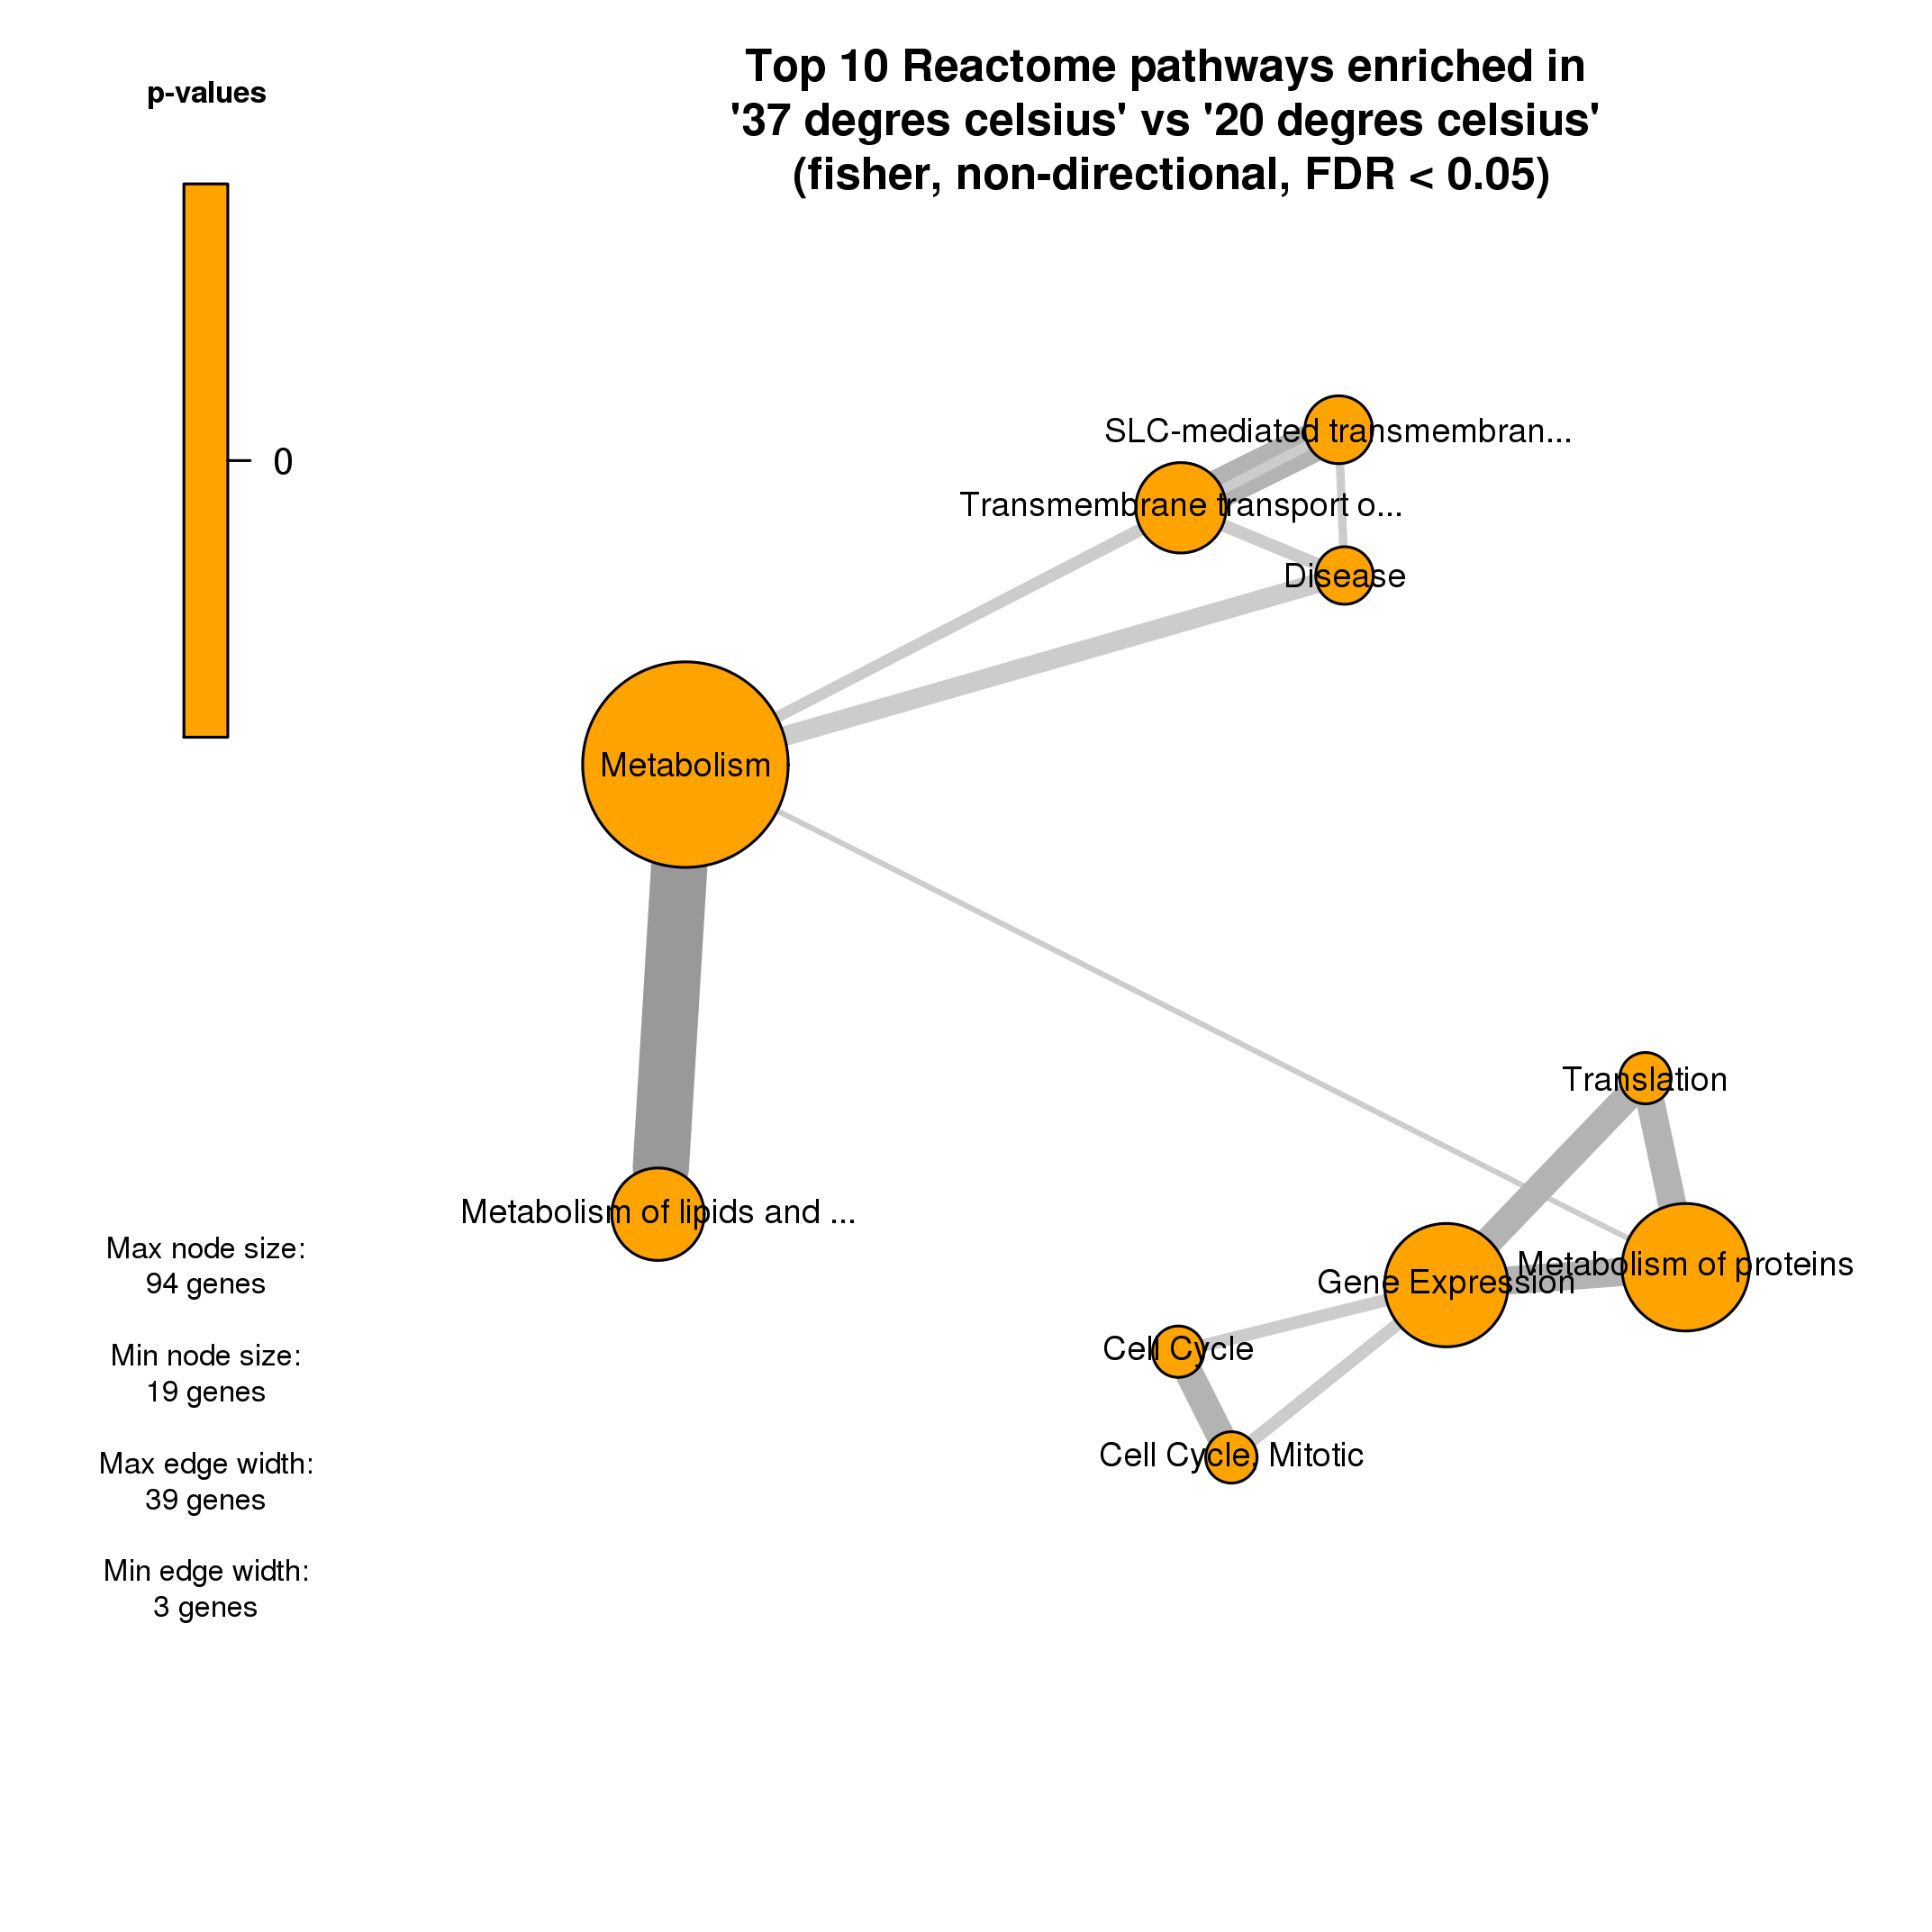 Top 10 Reactome pathways enriched in
'37 degres celsius' vs '20 degres celsius'
(fisher, non-directional, FDR < 0.05)
p-values
0
SLC-mediated transmembran...
Transmembrane transport o...
Disease
Metabolism
Translation
Metabolism of lipids and ...
Metabolism of proteins
Gene Expression
Cell Cycle
Cell Cycle, Mitotic
Max node size:
94 genes
Min node size:
19 genes
Max edge width:
39 genes
Min edge width:
3 genes